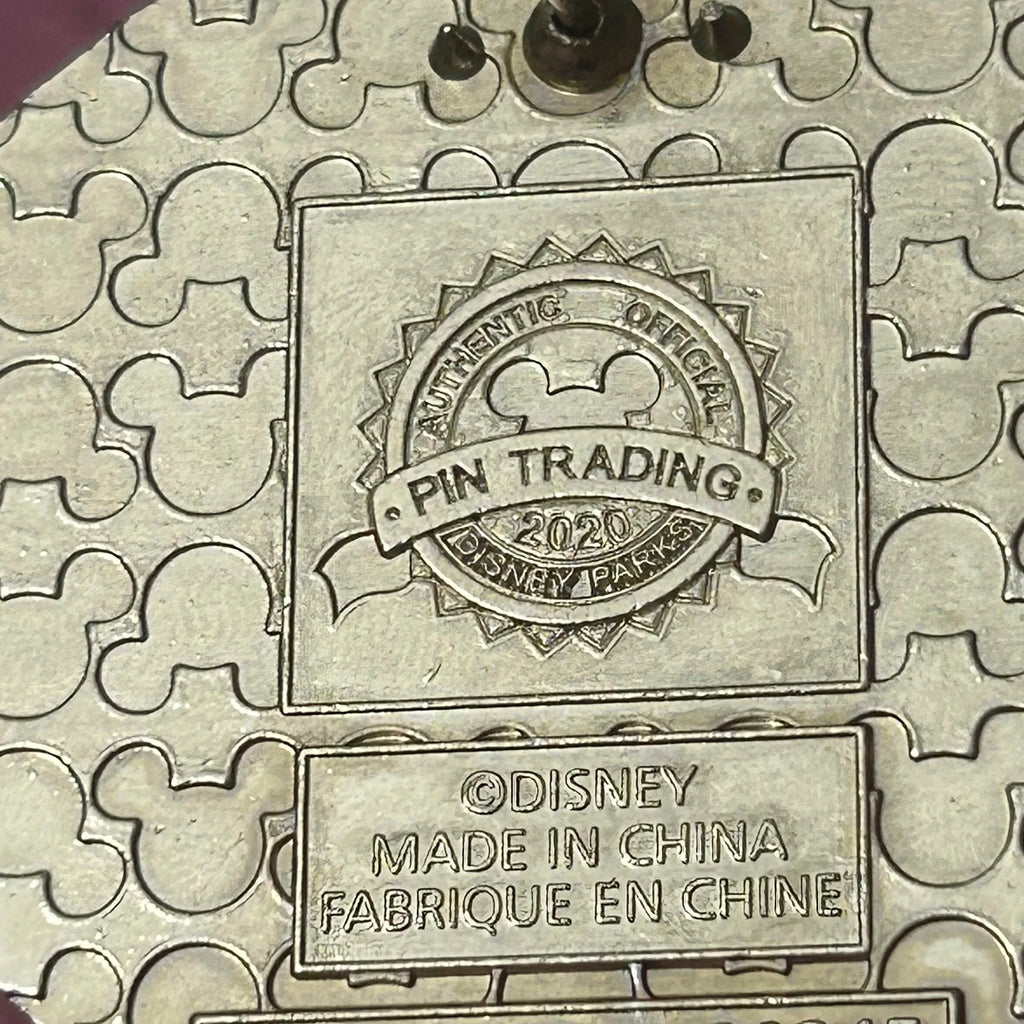 AUTHENTIC OFFICIAL
· PIN TRADING ·
2020
DISNEY PARKS
©DISNEY
MADE IN CHINA
FABRIQUE EN CHINE